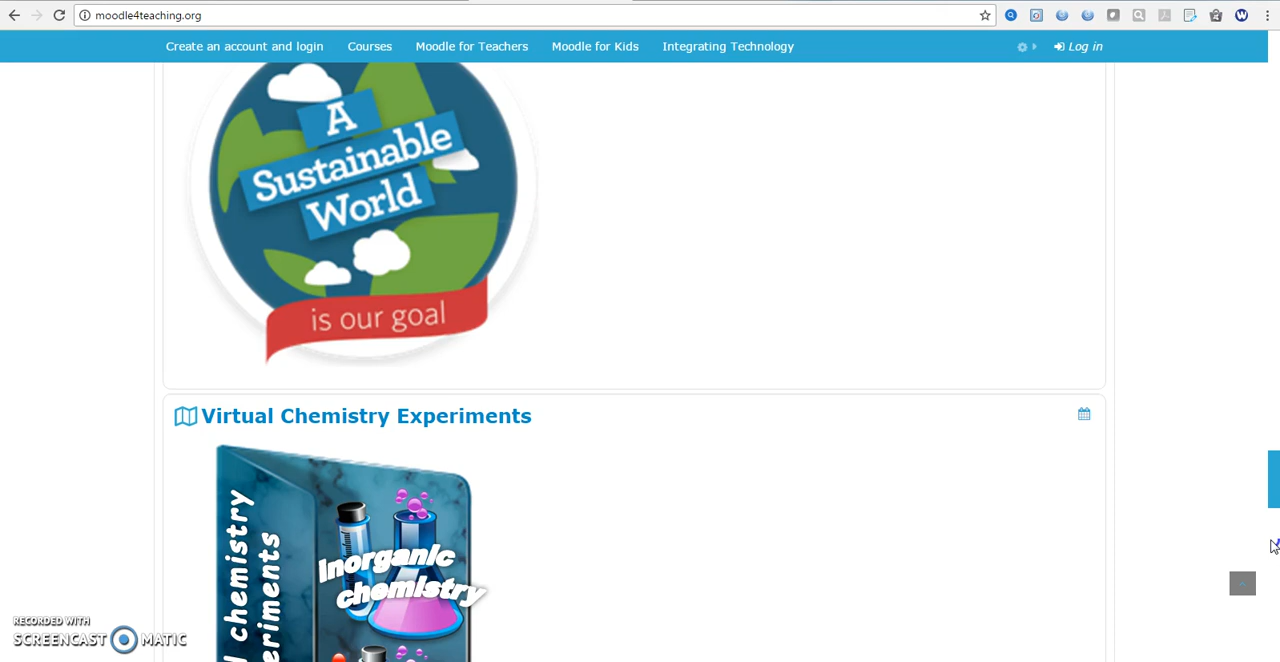 moodle4teaching.org
Create an account and login Courses Moodle for Teachers Moodle for Kids Integrating Technology Log in
A
Sustainable
World
is our goal
Virtual Chemistry Experiments
Inorganic
chemistry
chemistry
RECORDED WITH
SCREENCAST MATIC